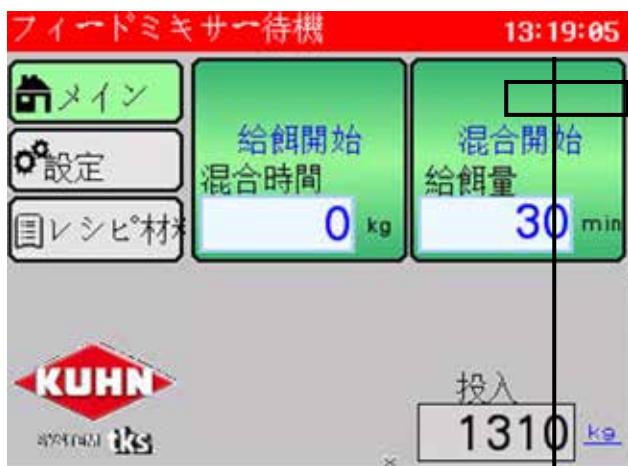 フィードミキサー待機 13:19:05
メイン
設定
レシピ材
給餌開始
混合時間
0 kg
混合開始
給餌量
30 min
KUHN
tks
投入
1310 kg